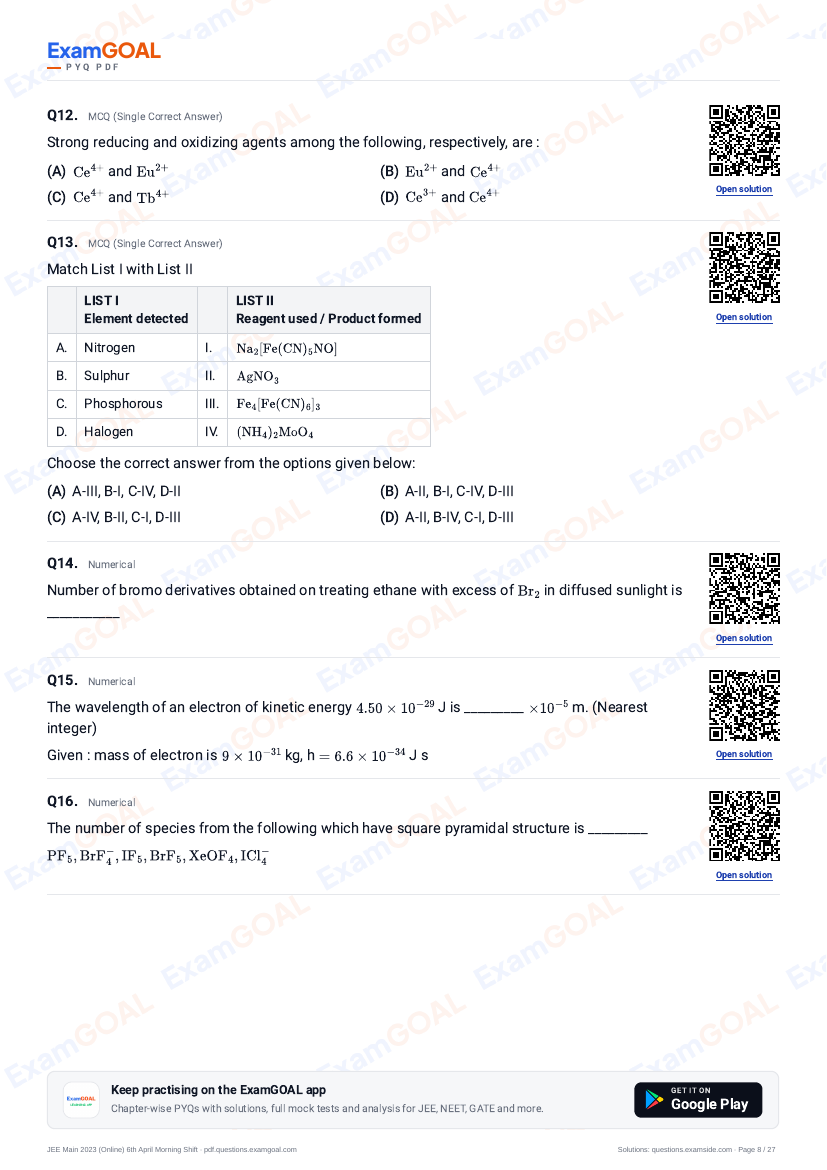 ExamGOAL
PYQ PDF
Q12. MCQ (Single Correct Answer)
Strong reducing and oxidizing agents among the following, respectively, are :
(A) Ce⁴⁺ and Eu²⁺ (B) Eu²⁺ and Ce⁴⁺
(C) Ce⁴⁺ and Tb⁴⁺ (D) Ce³⁺ and Ce⁴⁺
Open solution
Q13. MCQ (Single Correct Answer)
Match List I with List II
LIST I LIST II
Element detected Reagent used / Product formed
A. Nitrogen I. Na₂[Fe(CN)₅NO]
B. Sulphur II. AgNO₃
C. Phosphorous III. Fe₄[Fe(CN)₆]₃
D. Halogen IV. (NH₄)₂MoO₄
Choose the correct answer from the options given below:
(A) A-III, B-I, C-IV, D-II (B) A-II, B-I, C-IV, D-III
(C) A-IV, B-II, C-I, D-III (D) A-II, B-IV, C-I, D-III
Open solution
Q14. Numerical
Number of bromo derivatives obtained on treating ethane with excess of Br₂ in diffused sunlight is
__________
Open solution
Q15. Numerical
The wavelength of an electron of kinetic energy 4.50 × 10⁻²⁹ J is ________ ×10⁻⁵ m. (Nearest
integer)
Given : mass of electron is 9 × 10⁻³¹ kg, h = 6.6 × 10⁻³⁴ J s
Open solution
Q16. Numerical
The number of species from the following which have square pyramidal structure is ________
PF₅, BrF₄⁻, IF₅, BrF₅, XeOF₄, ICl₄⁻
Open solution
Keep practising on the ExamGOAL app
Chapter-wise PYQs with solutions, full mock tests and analysis for JEE, NEET, GATE and more.
GET IT ON
Google Play
JEE Main 2023 (Online) 6th April Morning Shift · pdf.questions.examgoal.com
Solutions: questions.examside.com · Page 8 / 27